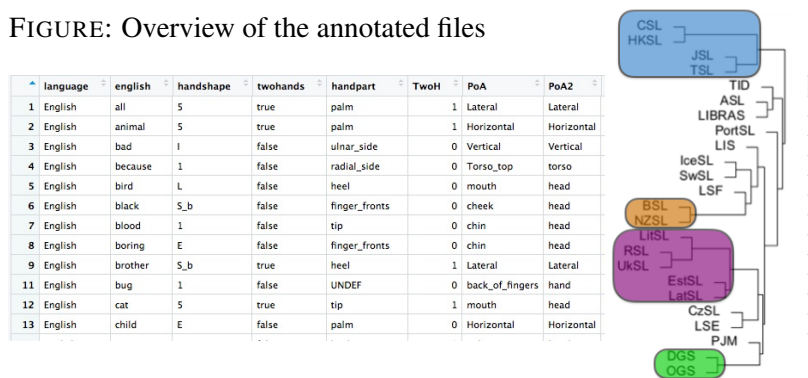 FIGURE: Overview of the annotated files
language english handshape twohands handpart TwoH PoA PoA2
1 English all 5 true palm 1 Lateral Lateral
2 English animal 5 true palm 1 Horizontal Horizontal
3 English bad I false ulnar_side 0 Vertical Vertical
4 English because 1 false radial_side 0 Torso_top torso
5 English bird L false heel 0 mouth head
6 English black S_b false finger_fronts 0 cheek head
7 English blood 1 false tip 0 chin head
8 English boring E false finger_fronts 0 chin head
9 English brother S_b true heel 1 Lateral Lateral
11 English bug 1 false UNDEF 0 back_of_fingers hand
12 English cat 5 true tip 1 mouth head
13 English child E false palm 0 Horizontal Horizontal
CSL
HKSL
JSL
TSL
TID
ASL
LIBRAS
PortSL
LIS
IceSL
SwSL
LSF
BSL
NZSL
LitSL
RSL
UkSL
EstSL
LatSL
CzSL
LSE
PJM
DGS
OGS